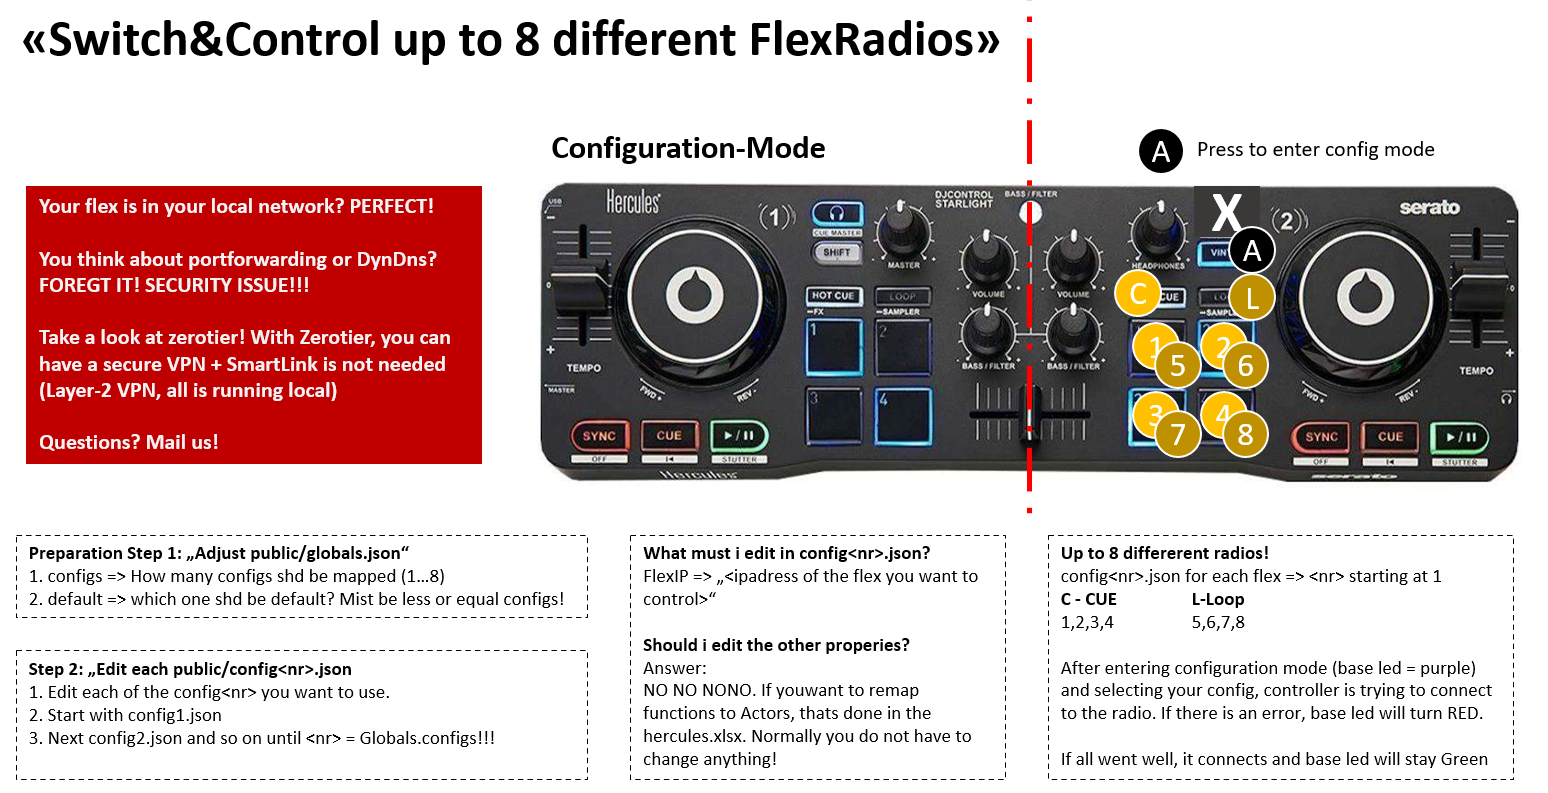 «Switch&Control up to 8 different FlexRadios»
Configuration-Mode
A
Press to enter config mode
Your flex is in your local network? PERFECT!
You think about portforwarding or DynDns?
FOREGT IT! SECURITY ISSUE!!!
Take a look at zerotier! With Zerotier, you can
have a secure VPN + SmartLink is not needed
(Layer-2 VPN, all is running local)
Questions? Mail us!
USB
Hercules
(1)
CUE MASTER
SHIFT
DJCONTROL
STARLIGHT
BASS / FILTER
MASTER
HEADPHONES
X
VIN
A
(2)
serato
HOT CUE
LOOP
FX
SAMPLER
VOLUME
VOLUME
C
CUE
LO
L
SAMPL
1
2
3
4
BASS / FILTER
BASS / FILTER
1
5
2
6
3
7
4
8
TEMPO
MASTER
FWD +
REV -
FWD +
REV -
TEMPO
SYNC
CUE
OFF
STUTTER
SYNC
CUE
OFF
STUTTER
Hercules
serato
Preparation Step 1: „Adjust public/globals.json“
1. configs => How many configs shd be mapped (1…8)
2. default => which one shd be default? Mist be less or equal configs!
Step 2: „Edit each public/config<nr>.json
1. Edit each of the config<nr> you want to use.
2. Start with config1.json
3. Next config2.json and so on until <nr> = Globals.configs!!!
What must i edit in config<nr>.json?
FlexIP => „<ipadress of the flex you want to
control>“
Should i edit the other properies?
Answer:
NO NO NONO. If youwant to remap
functions to Actors, thats done in the
hercules.xlsx. Normally you do not have to
change anything!
Up to 8 differerent radios!
config<nr>.json for each flex => <nr> starting at 1
C - CUE L-Loop
1,2,3,4 5,6,7,8
After entering configuration mode (base led = purple)
and selecting your config, controller is trying to connect
to the radio. If there is an error, base led will turn RED.
If all went well, it connects and base led will stay Green